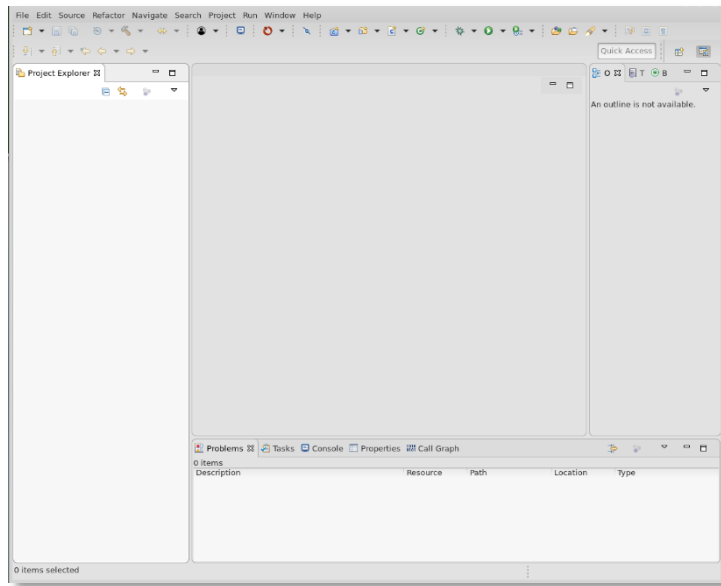 File Edit Source Refactor Navigate Search Project Run Window Help
Quick Access
Project Explorer
O T B
An outline is not available.
Problems Tasks Console Properties Call Graph
0 items
Description Resource Path Location Type
0 items selected